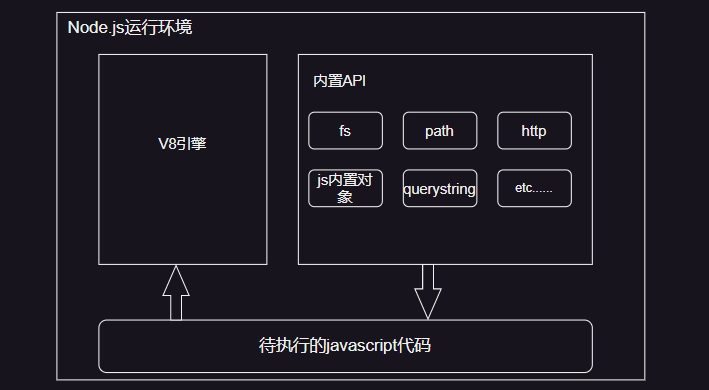 Node.js运行环境
V8引擎
内置API
fs
path
http
js内置对
象
querystring
etc......
待执行的javascript代码